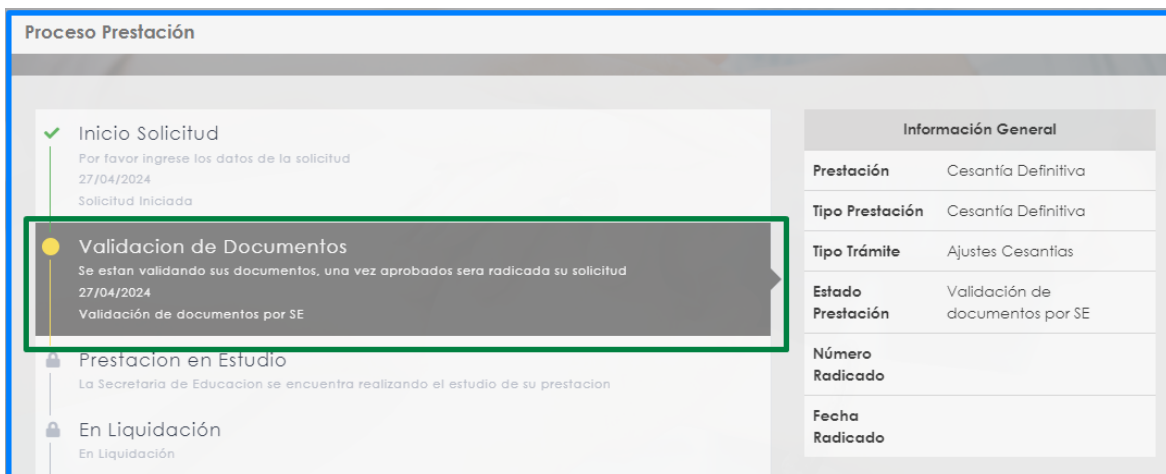 Proceso Prestación
Inicio Solicitud
Por favor ingrese los datos de la solicitud
27/04/2024
Solicitud Iniciada
Validacion de Documentos
Se estan validando sus documentos, una vez aprobados sera radicada su solicitud
27/04/2024
Validación de documentos por SE
Prestacion en Estudio
La Secretaria de Educacion se encuentra realizando el estudio de su prestacion
En Liquidación
En Liquidación
Información General
Prestación Cesantía Definitiva
Tipo Prestación Cesantía Definitiva
Tipo Trámite Ajustes Cesantias
Estado Validación de
Prestación documentos por SE
Número
Radicado
Fecha
Radicado